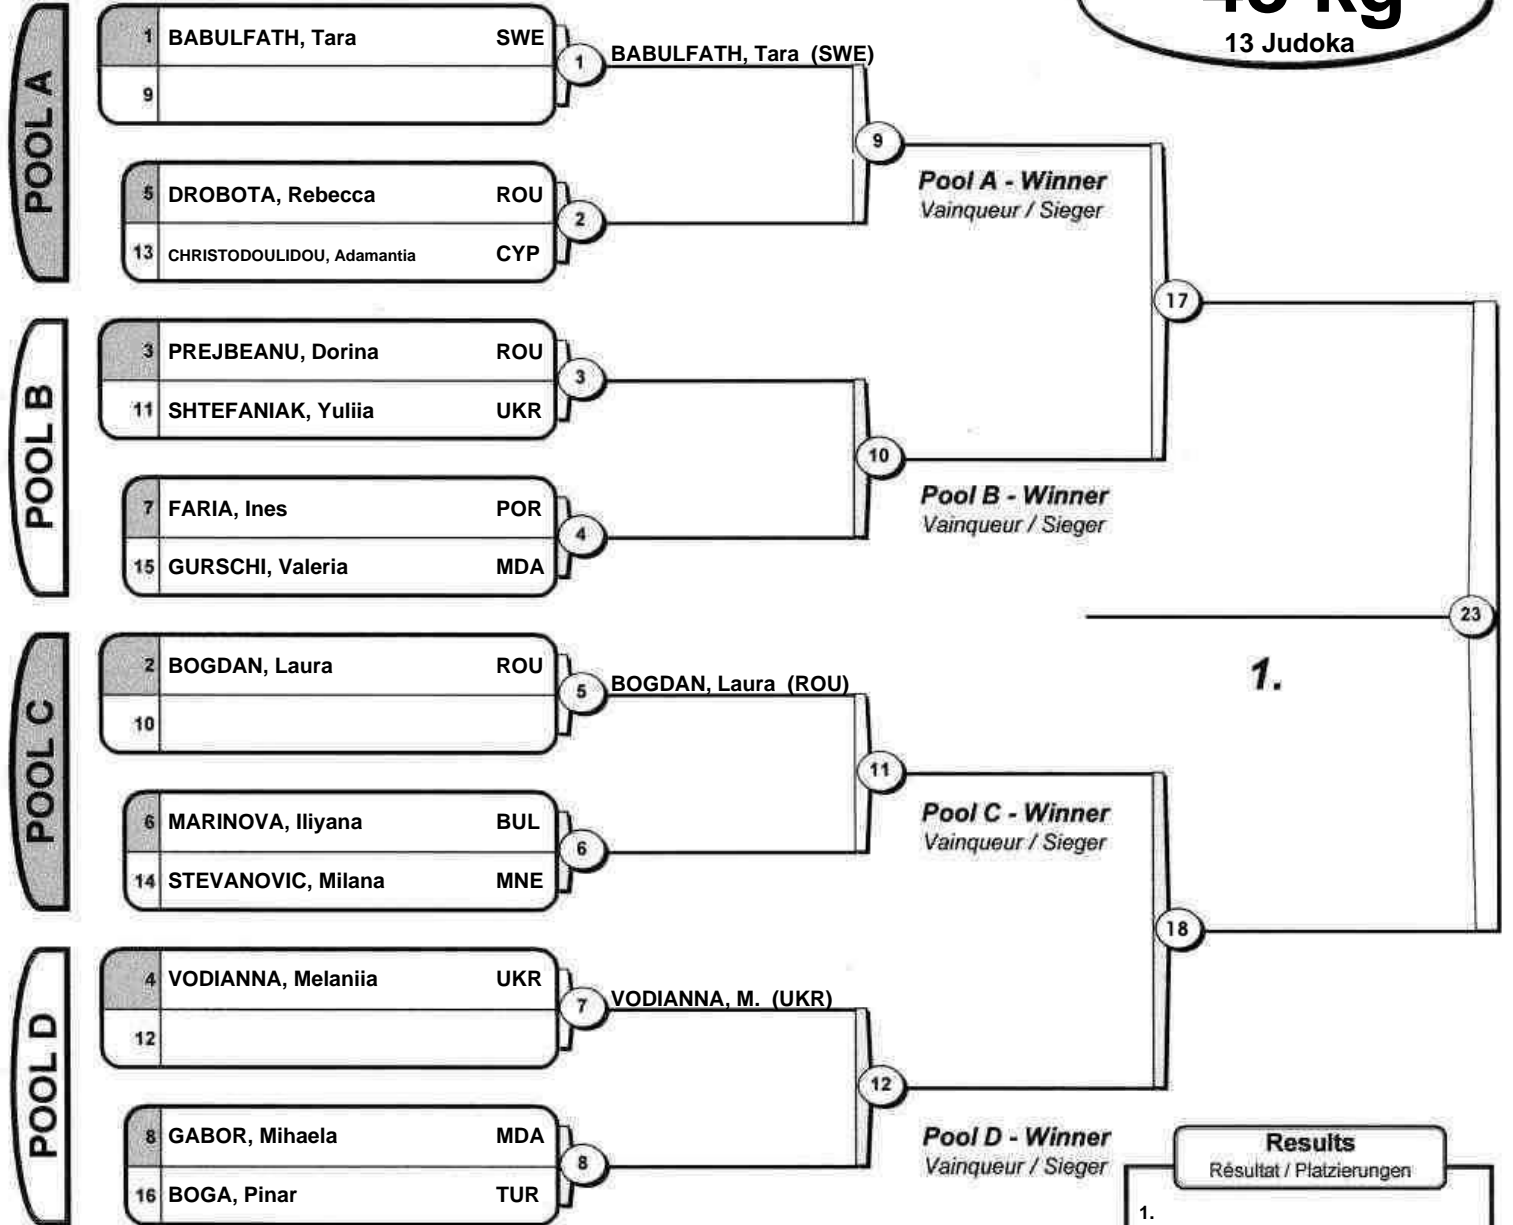 48 kg
13 Judoka
POOL A
1 BABULFATH, Tara SWE
9
1 BABULFATH, Tara (SWE)
5 DROBOTA, Rebecca ROU
13 CHRISTODOULIDOU, Adamantia CYP
2
9
Pool A - Winner
Vainqueur / Sieger
POOL B
3 PREJBEANU, Dorina ROU
11 SHTEFANIAK, Yuliia UKR
3
7 FARIA, Ines POR
15 GURSCHI, Valeria MDA
4
10
Pool B - Winner
Vainqueur / Sieger
17
23
1.
POOL C
2 BOGDAN, Laura ROU
10
5 BOGDAN, Laura (ROU)
6 MARINOVA, Iliyana BUL
14 STEVANOVIC, Milana MNE
6
11
Pool C - Winner
Vainqueur / Sieger
18
POOL D
4 VODIANNA, Melaniia UKR
12
7 VODIANNA, M. (UKR)
8 GABOR, Mihaela MDA
16 BOGA, Pinar TUR
8
12
Pool D - Winner
Vainqueur / Sieger
Results
Résultat / Platzierungen
1.